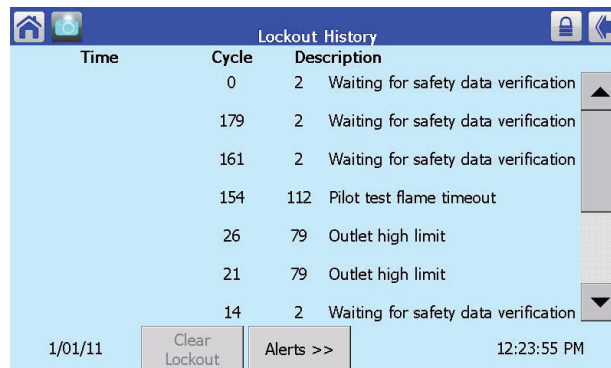 Lockout History
Time Cycle Description
0 2 Waiting for safety data verification
179 2 Waiting for safety data verification
161 2 Waiting for safety data verification
154 112 Pilot test flame timeout
26 79 Outlet high limit
21 79 Outlet high limit
14 2 Waiting for safety data verification
1/01/11 Clear Lockout Alerts >> 12:23:55 PM